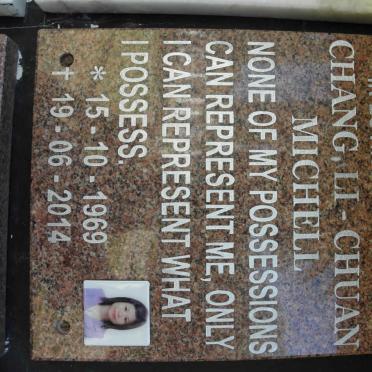 CHANG, LI - CHUAN
MICHELL
NONE OF MY POSSESSIONS
CAN REPRESENT ME, ONLY
I CAN REPRESENT WHAT
I POSSESS.
* 15 - 10 - 1969
† 19 - 06 - 2014